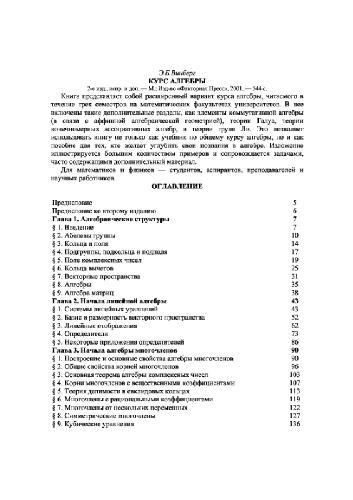 Э.Б.Винберг
КУРС АЛГЕБРЫ
2-е изд., испр. и доп. — М.: Изд-во «Факториал Пресс», 2001. — 544 с.
Книга представляет собой расширенный вариант курса алгебры, читаемого в
течение трех семестров на математических факультетах университетов. В нее
включены такие дополнительные разделы, как элементы коммутативной алгебры
(в связи с аффинной алгебраической геометрией), теории Галуа, теории
конечномерных ассоциативных алгебр, и теории групп Ли. Это позволяет
использовать книгу не только как учебник по общему курсу алгебры, но и как
пособие для тех, кто желает углубить свои познания в алгебре. Изложение
иллюстрируется большим количеством примеров и сопровождается задачами,
часто содержащими дополнительный материал.
Для математиков и физиков — студентов, аспирантов, преподавателей и
научных работников.
ОГЛАВЛЕНИЕ
Предисловие 5
Предисловие ко второму изданию 6
Глава 1. Алгебраические структуры 7
§ 1. Введение 7
§ 2. Абелевы группы 10
§ 3. Кольца и поля 14
§ 4. Подгруппы, подкольца и подполя 17
§ 5. Поле комплексных чисел 19
§ 6. Кольца вычетов 25
§ 7. Векторные пространства 31
§ 8. Алгебры 35
§ 9. Алгебра матриц 38
Глава 2. Начала линейной алгебры 43
§ 1. Системы линейных уравнений 43
§ 2. Базис и размерность векторного пространства 52
§ 3. Линейные отображения 62
§ 4. Определители 73
§ 5. Некоторые приложения определителей 86
Глава 3. Начала алгебры многочленов 90
§ 1. Построение и основные свойства алгебры многочленов 90
§ 2. Общие свойства корней многочленов 96
§ 3. Основная теорема алгебры комплексных чисел 103
§ 4. Корни многочленов с вещественными коэффициентами 107
§ 5. Теория делимости в евклидовых кольцах 113
§ 6. Многочлены с рациональными коэффициентами 119
§ 7. Многочлены от нескольких переменных 122
§ 8. Симметрические многочлены 127
§ 9. Кубические уравнения 136